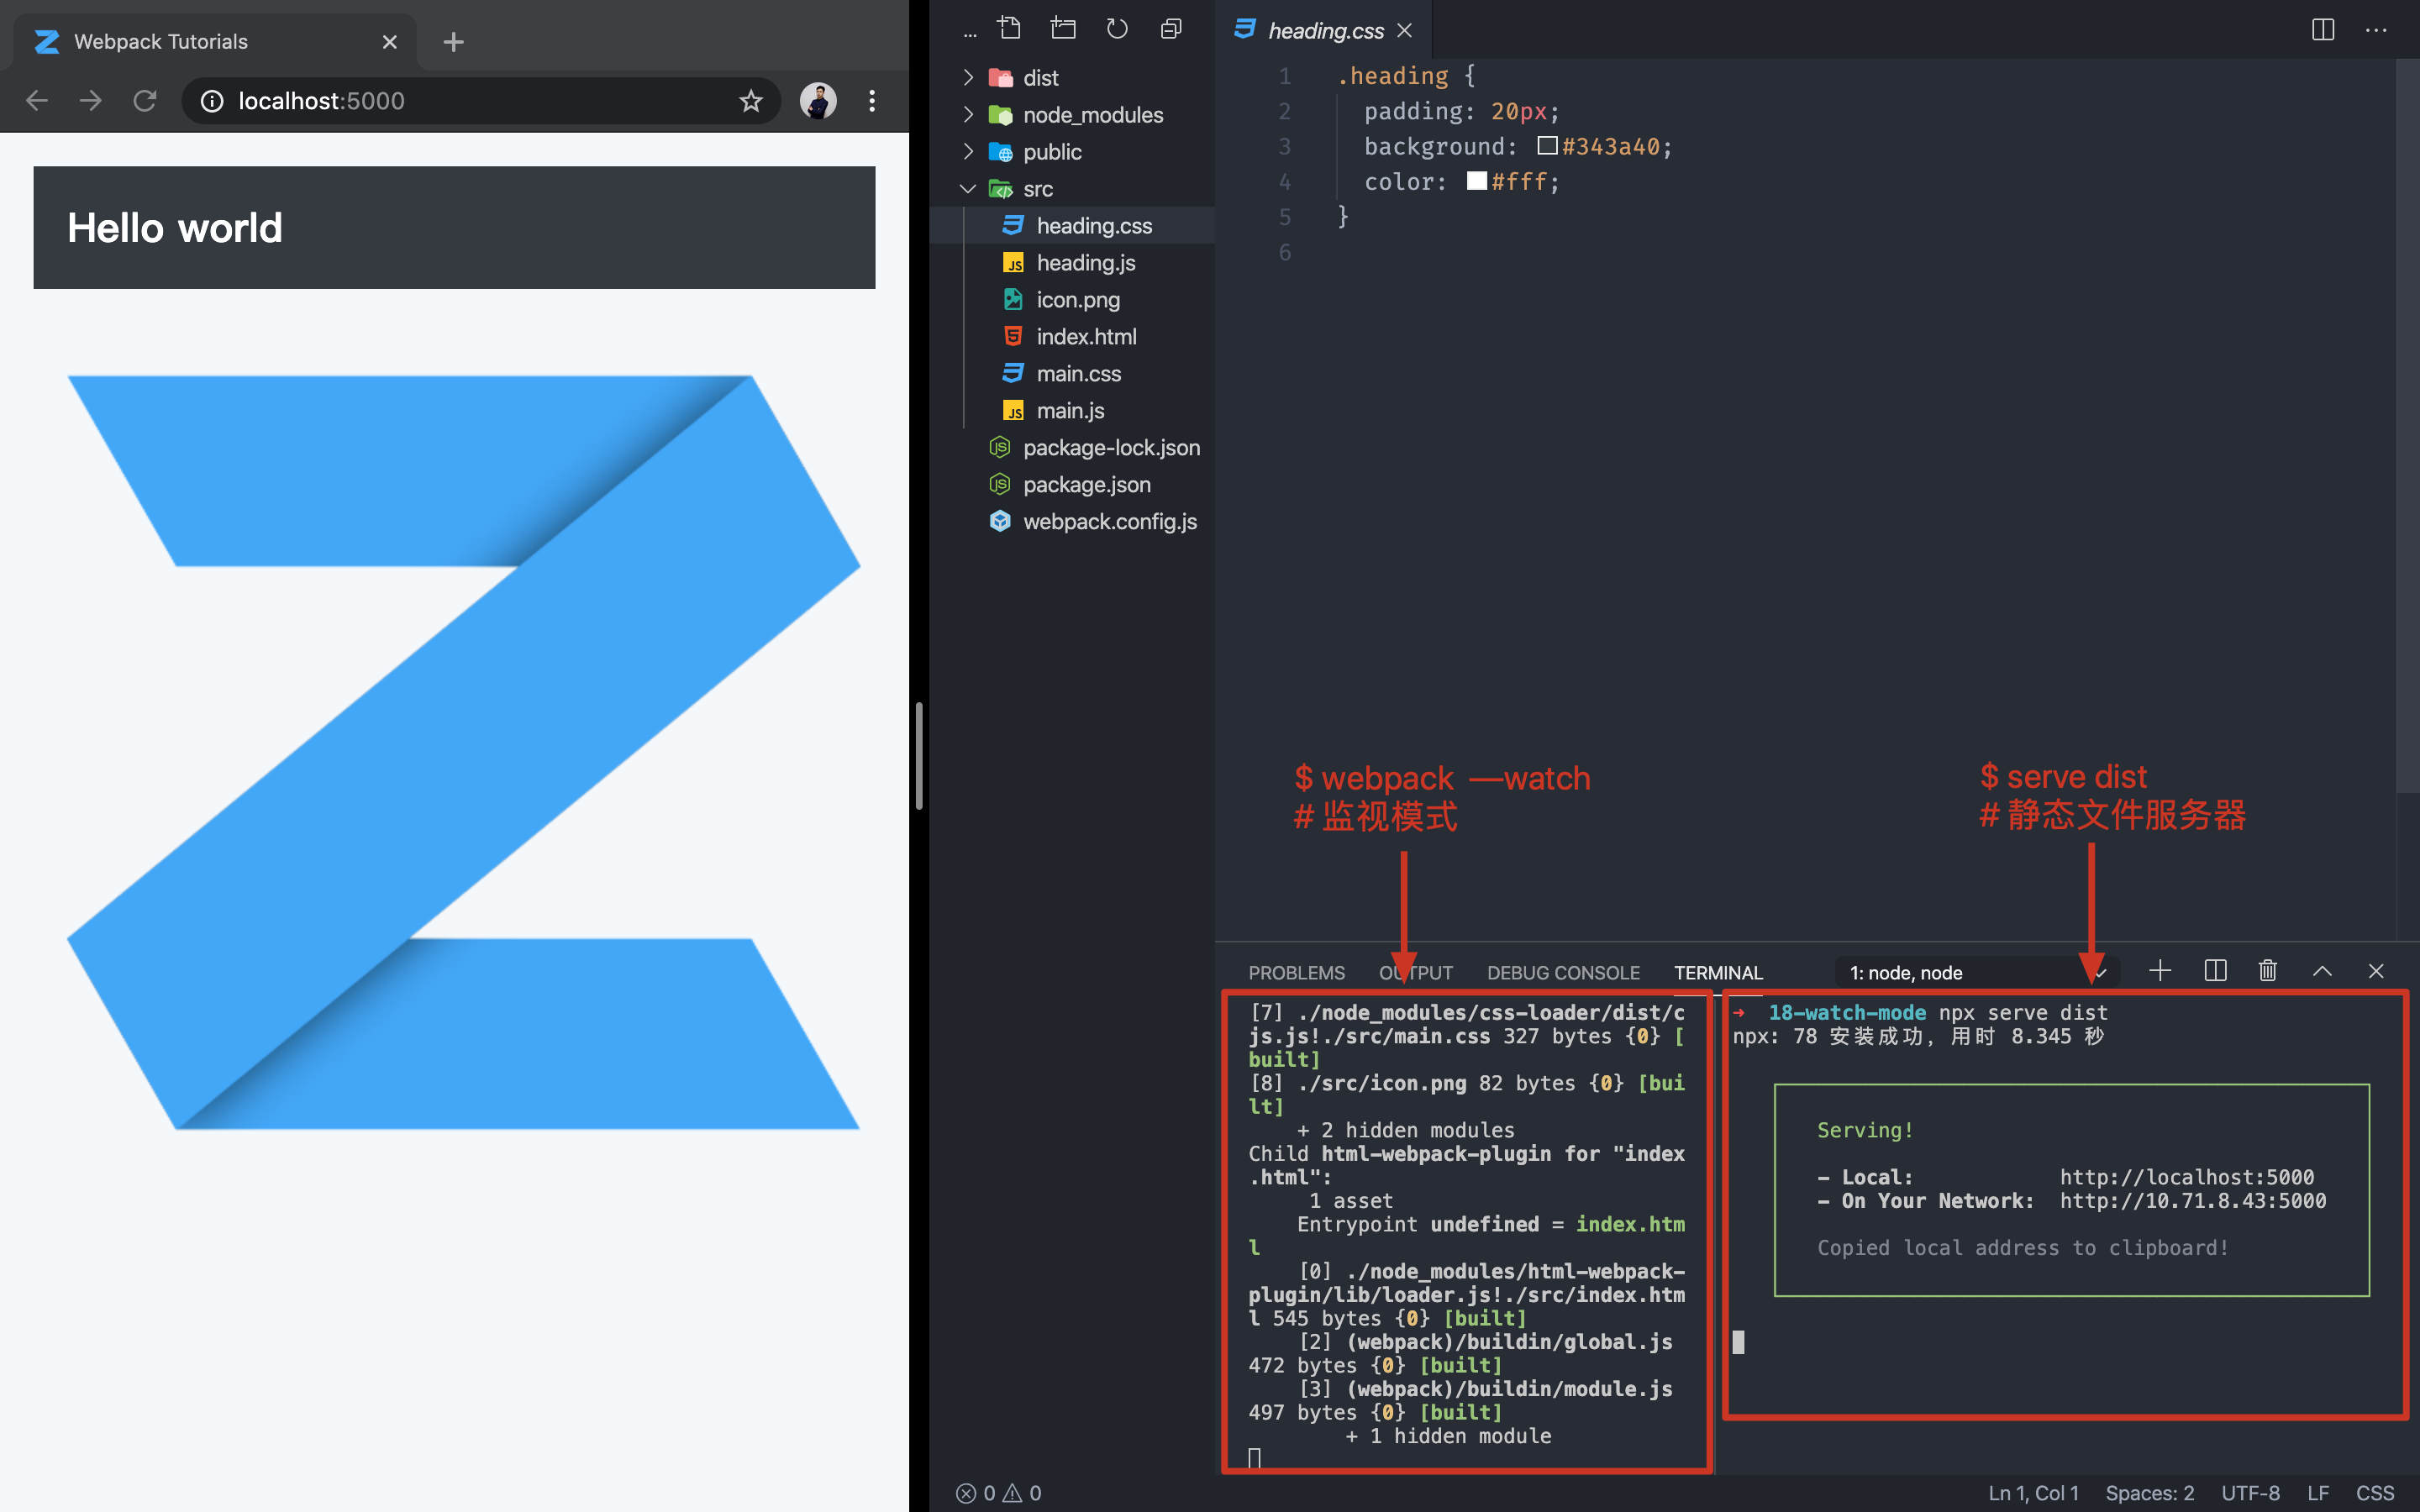 Webpack Tutorials
localhost:5000
Hello world
...
dist
node_modules
public
src
heading.css
heading.js
icon.png
index.html
main.css
main.js
package-lock.json
package.json
webpack.config.js
heading.css
1 .heading {
2 padding: 20px;
3 background: #343a40;
4 color: #fff;
5 }
6
$ webpack —watch
# 监视模式
$ serve dist
# 静态文件服务器
PROBLEMS OUTPUT DEBUG CONSOLE TERMINAL 1: node, node
[7] ./node_modules/css-loader/dist/c
js.js!./src/main.css 327 bytes {0} [
built]
[8] ./src/icon.png 82 bytes {0} [bui
lt]
+ 2 hidden modules
Child html-webpack-plugin for "index
.html":
1 asset
Entrypoint undefined = index.htm
l
[0] ./node_modules/html-webpack-
plugin/lib/loader.js!./src/index.htm
l 545 bytes {0} [built]
[2] (webpack)/buildin/global.js
472 bytes {0} [built]
[3] (webpack)/buildin/module.js
497 bytes {0} [built]
+ 1 hidden module
➜ 18-watch-mode npx serve dist
npx: 78 安装成功，用时 8.345 秒
Serving!
- Local: http://localhost:5000
- On Your Network: http://10.71.8.43:5000
Copied local address to clipboard!
0 0
Ln 1, Col 1 Spaces: 2 UTF-8 LF CSS